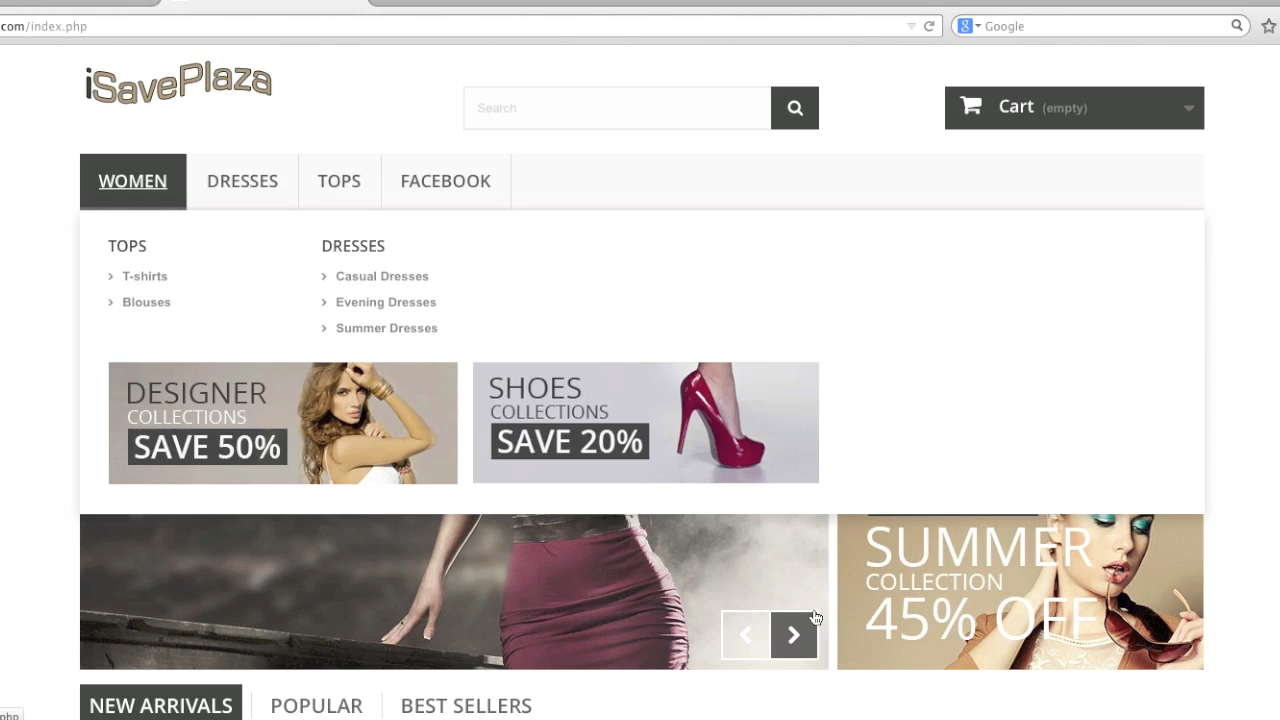 com/index.php
Google
iSavePlaza
Search
Cart (empty)
WOMEN DRESSES TOPS FACEBOOK
TOPS DRESSES
T-shirts Casual Dresses
Blouses Evening Dresses
Summer Dresses
DESIGNER
COLLECTIONS
SAVE 50%
SHOES
COLLECTIONS
SAVE 20%
SUMMER
COLLECTION
45% OFF
NEW ARRIVALS POPULAR BEST SELLERS
php